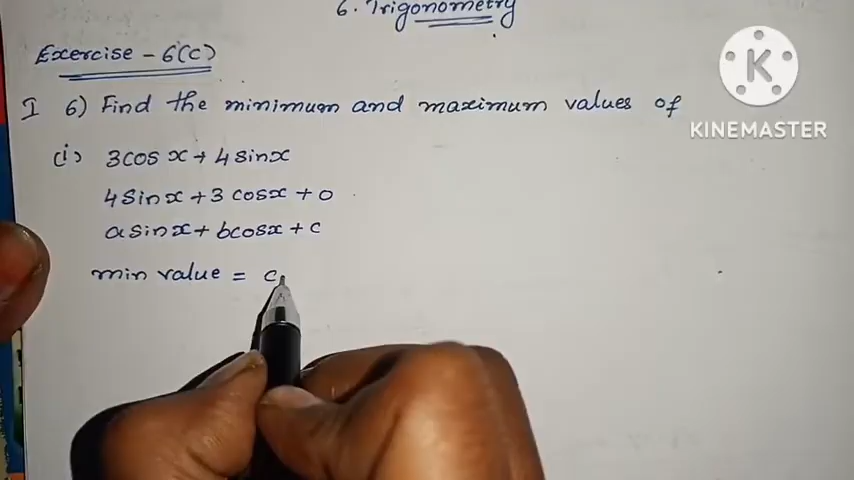 6. Trigonometry
Exercise - 6(c)
I 6) Find the minimum and maximum values of
(i) 3cos x + 4 sinx
4sinx + 3 cosx + 0
asinx + bcosx + c
min value = c
K
KINEMASTER